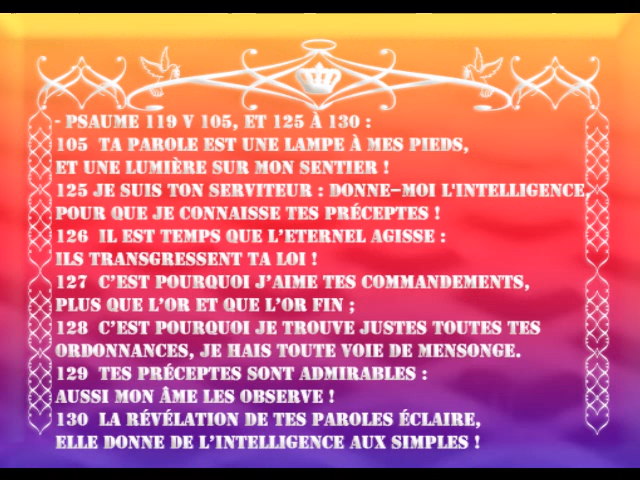 - PSAUME 119 V 105, ET 125 À 130 :
105 TA PAROLE EST UNE LAMPE À MES PIEDS,
ET UNE LUMIÈRE SUR MON SENTIER !
125 JE SUIS TON SERVITEUR : DONNE-MOI L'INTELLIGENCE,
POUR QUE JE CONNAISSE TES PRÉCEPTES !
126 IL EST TEMPS QUE L'ETERNEL AGISSE :
ILS TRANSGRESSENT TA LOI !
127 C'EST POURQUOI J'AIME TES COMMANDEMENTS,
PLUS QUE L'OR ET QUE L'OR FIN ;
128 C'EST POURQUOI JE TROUVE JUSTES TOUTES TES
ORDONNANCES, JE HAIS TOUTE VOIE DE MENSONGE.
129 TES PRÉCEPTES SONT ADMIRABLES :
AUSSI MON ÂME LES OBSERVE !
130 LA RÉVÉLATION DE TES PAROLES ÉCLAIRE,
ELLE DONNE DE L'INTELLIGENCE AUX SIMPLES !